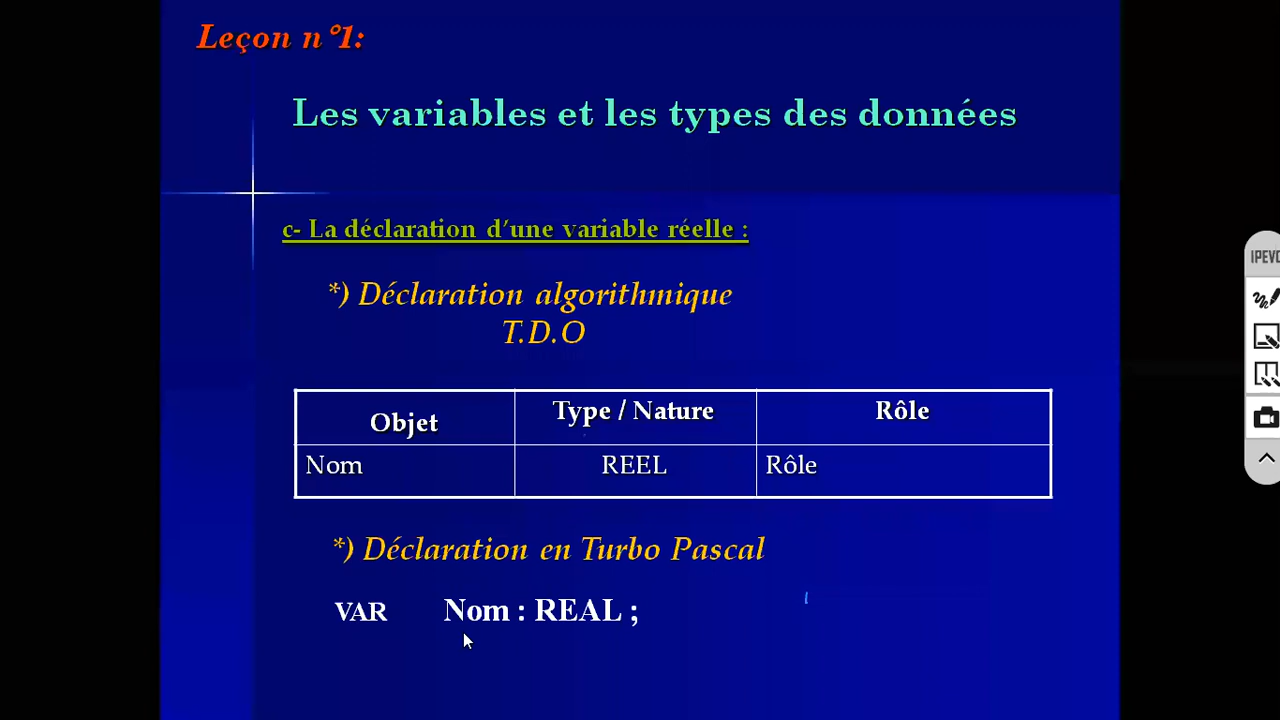 Leçon n°1:
Les variables et les types des données
c- La déclaration d'une variable réelle :
*) Déclaration algorithmique
T.D.O
Objet Type / Nature Rôle
Nom REEL Rôle
*) Déclaration en Turbo Pascal
VAR Nom : REAL ;